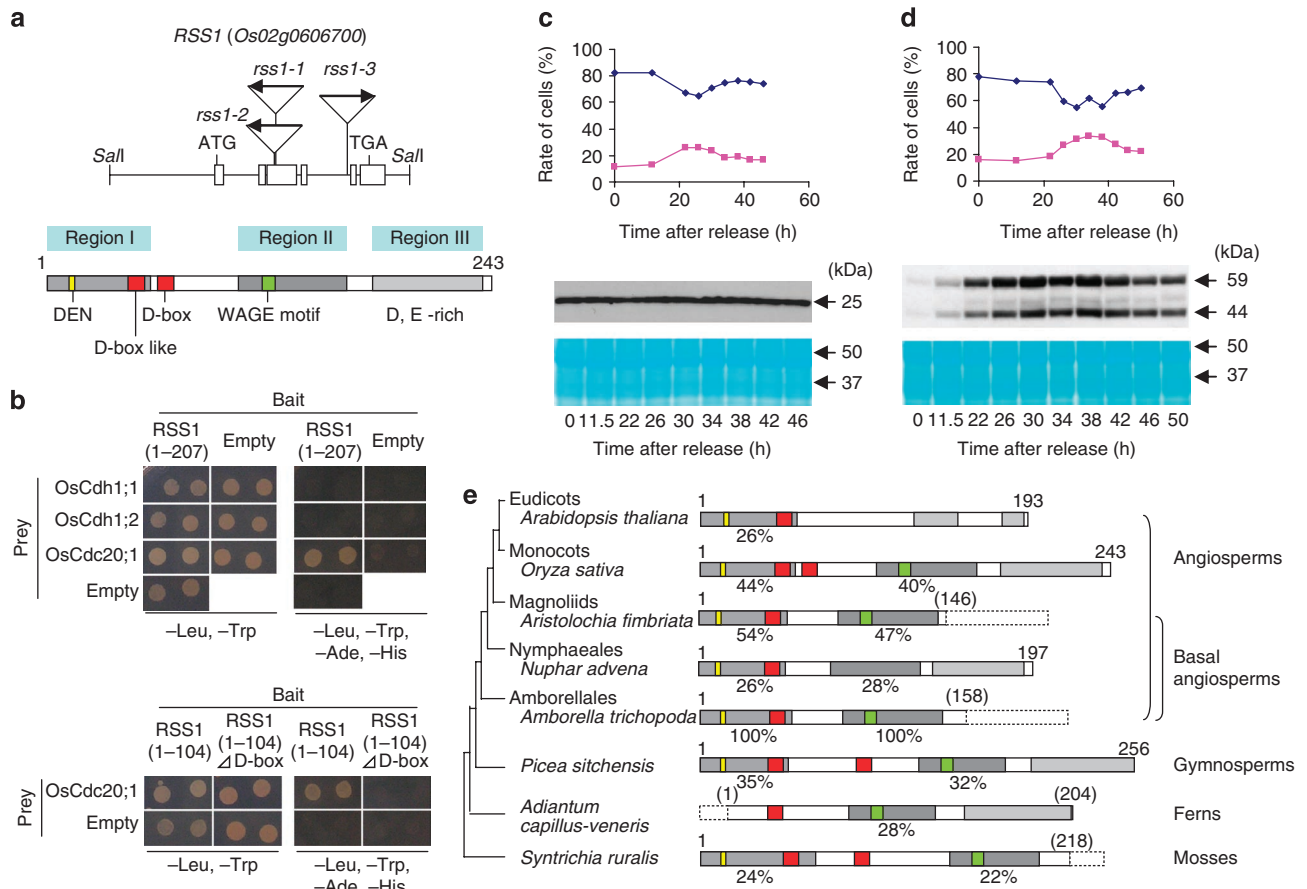 a
RSS1 (Os02g0606700)
rss1-1
rss1-3
rss1-2
ATG
TGA
SalI
SalI
Region I
Region II
Region III
1
243
DEN
D-box
WAGE motif
D, E -rich
D-box like
b
Bait
RSS1 (1–207)
Empty
RSS1 (1–207)
Empty
Prey
OsCdh1;1
OsCdh1;2
OsCdc20;1
Empty
–Leu, –Trp
–Leu, –Trp,
–Ade, –His
Bait
RSS1 (1–104)
RSS1 (1–104) ⊿D-box
RSS1 (1–104)
RSS1 (1–104) ⊿D-box
Prey
OsCdc20;1
Empty
–Leu, –Trp
–Leu, –Trp,
–Ade, –His
c
Rate of cells (%)
100
80
60
40
20
0
0 20 40 60
Time after release (h)
(kDa)
25
50
37
0 11.5 22 26 30 34 38 42 46
Time after release (h)
d
Rate of cells (%)
100
80
60
40
20
0
0 20 40 60
Time after release (h)
(kDa)
59
44
50
37
0 11.5 22 26 30 34 38 42 46 50
Time after release (h)
e
Eudicots
Arabidopsis thaliana
1
193
26%
Monocots
Oryza sativa
1
243
44%
40%
Magnoliids
Aristolochia fimbriata
1
(146)
54%
47%
Nymphaeales
Nuphar advena
1
197
26%
28%
Amborellales
Amborella trichopoda
1
(158)
100%
100%
Angiosperms
Basal
angiosperms
Picea sitchensis
1
256
35%
32%
Gymnosperms
Adiantum
capillus-veneris
(1)
(204)
28%
Ferns
Syntrichia ruralis
1
(218)
24%
22%
Mosses